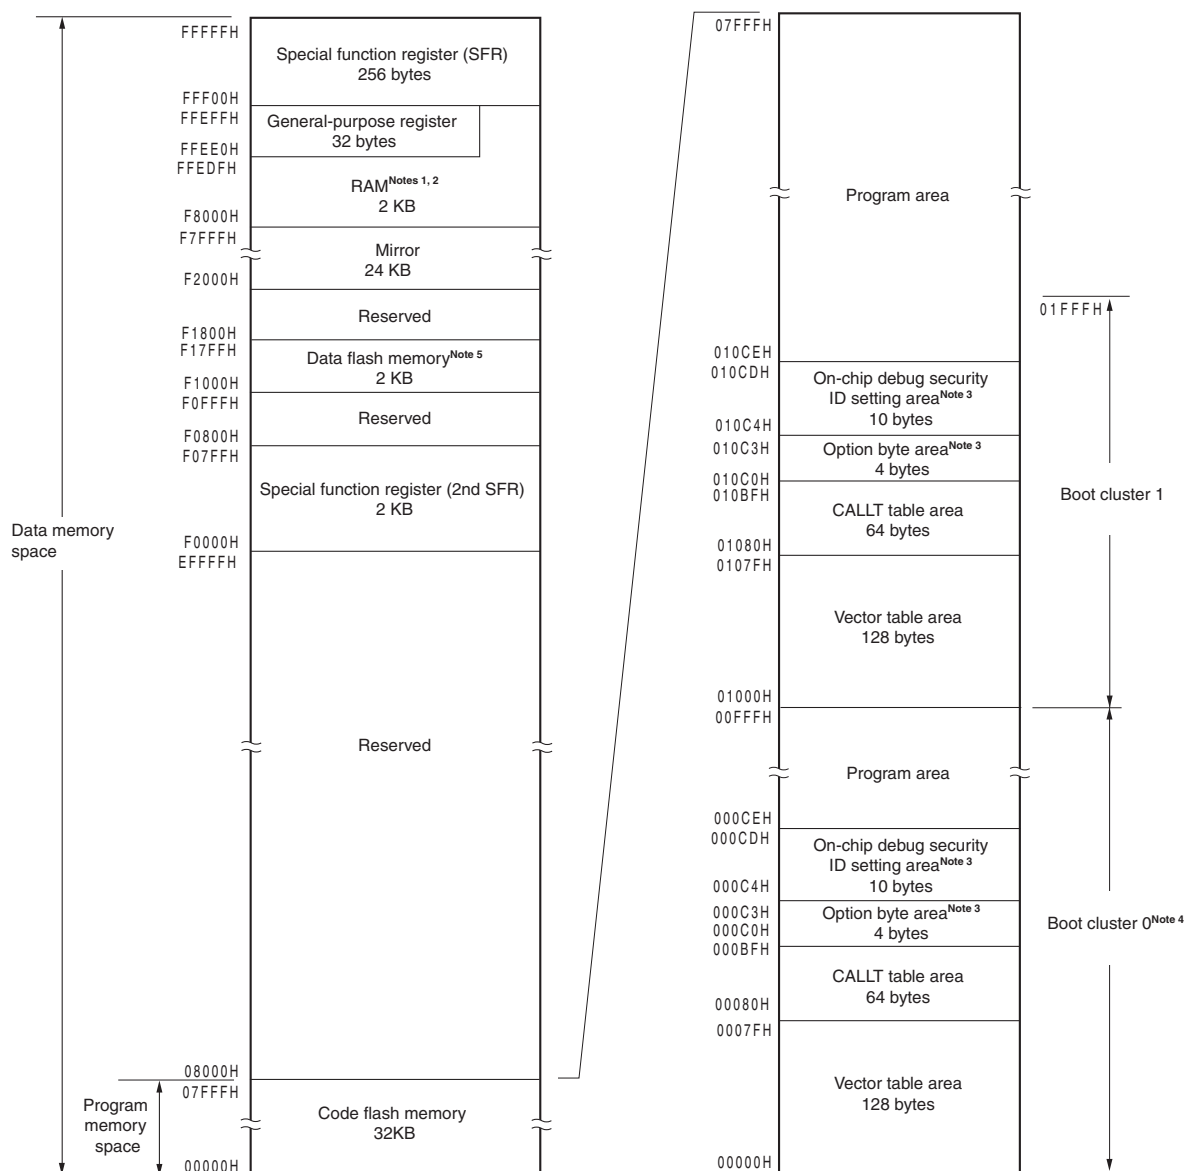 FFFFFH
Special function register (SFR)
256 bytes
FFF00H
FFEFFH
General-purpose register
32 bytes
FFEE0H
FFEDFH
RAMNotes 1, 2
2 KB
F8000H
F7FFFH
Mirror
24 KB
F2000H
Reserved
F1800H
F17FFH
Data flash memoryNote 5
2 KB
F1000H
F0FFFH
Reserved
F0800H
F07FFH
Special function register (2nd SFR)
2 KB
F0000H
EFFFFH
Data memory
space
Reserved
08000H
07FFFH
Program
memory
space
Code flash memory
32KB
00000H
07FFFH
Program area
01FFFH
010CEH
010CDH
On-chip debug security
ID setting areaNote 3
10 bytes
010C4H
010C3H
Option byte areaNote 3
4 bytes
010C0H
010BFH
Boot cluster 1
CALLT table area
64 bytes
01080H
0107FH
Vector table area
128 bytes
01000H
00FFFH
Program area
000CEH
000CDH
On-chip debug security
ID setting areaNote 3
10 bytes
000C4H
000C3H
Option byte areaNote 3
4 bytes
000C0H
000BFH
Boot cluster 0Note 4
CALLT table area
64 bytes
00080H
0007FH
Vector table area
128 bytes
00000H